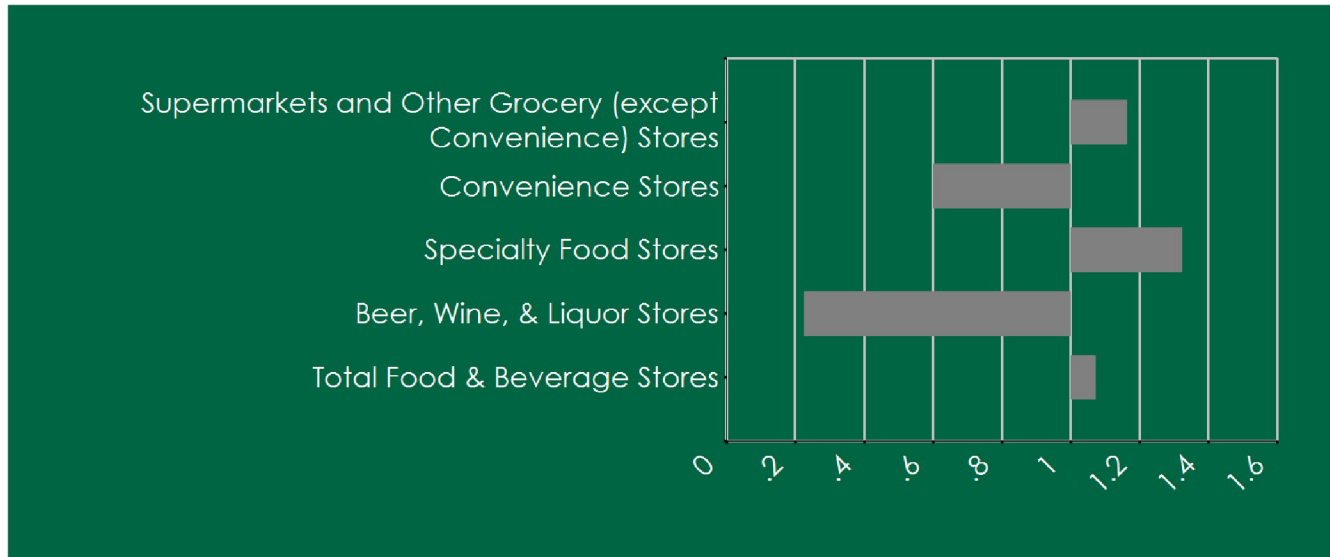 Supermarkets and Other Grocery (except
Convenience) Stores
Convenience Stores
Specialty Food Stores
Beer, Wine, & Liquor Stores
Total Food & Beverage Stores
0 .2 .4 .6 .8 1 1.2 1.4 1.6